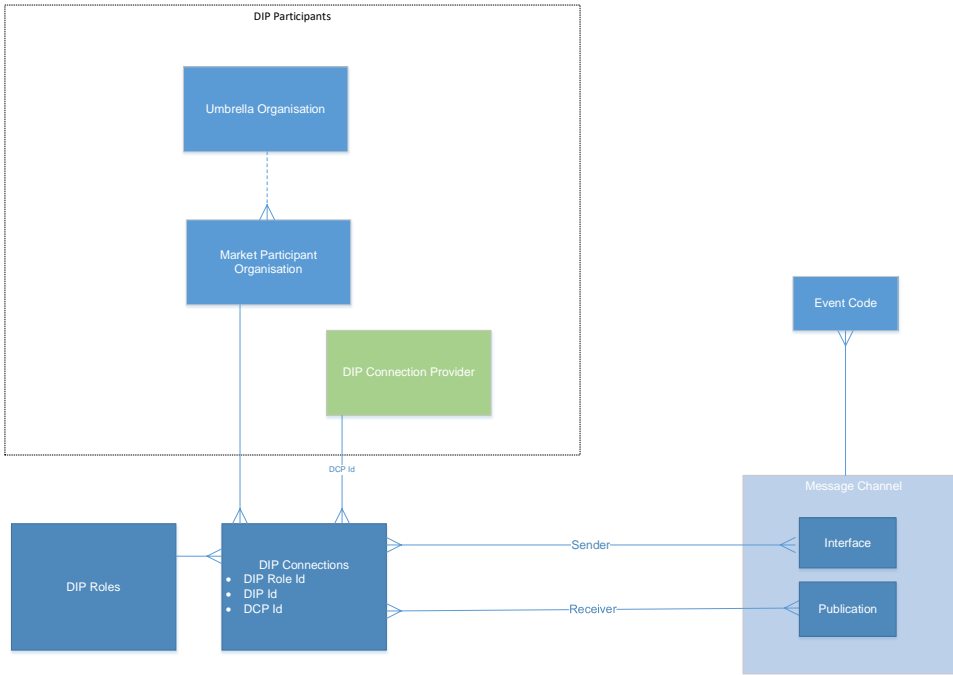 DIP Participants
Umbrella Organisation
Market Participant
Organisation
Event Code
DIP Connection Provider
DCP Id
Message Channel
DIP Roles
DIP Connections
• DIP Role Id
• DIP Id
• DCP Id
Sender
Interface
Receiver
Publication